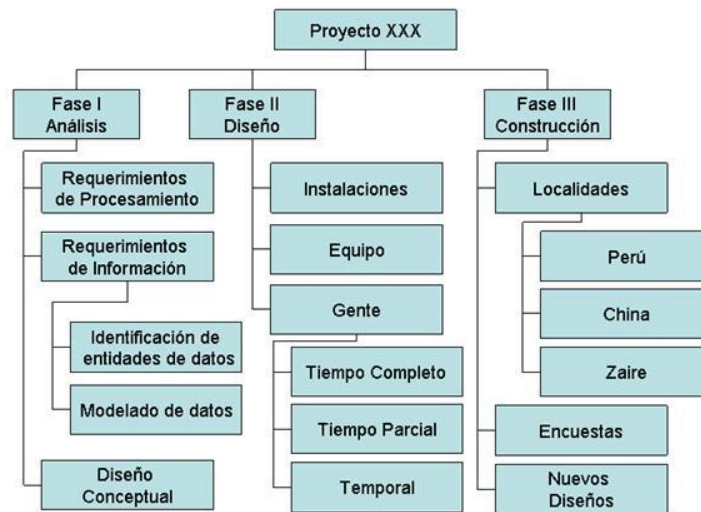 Proyecto XXX
Fase I
Análisis
Requerimientos
de Procesamiento
Requerimientos
de Información
Identificación de
entidades de datos
Modelado de datos
Diseño
Conceptual
Fase II
Diseño
Instalaciones
Equipo
Gente
Tiempo Completo
Tiempo Parcial
Temporal
Fase III
Construcción
Localidades
Perú
China
Zaire
Encuestas
Nuevos
Diseños